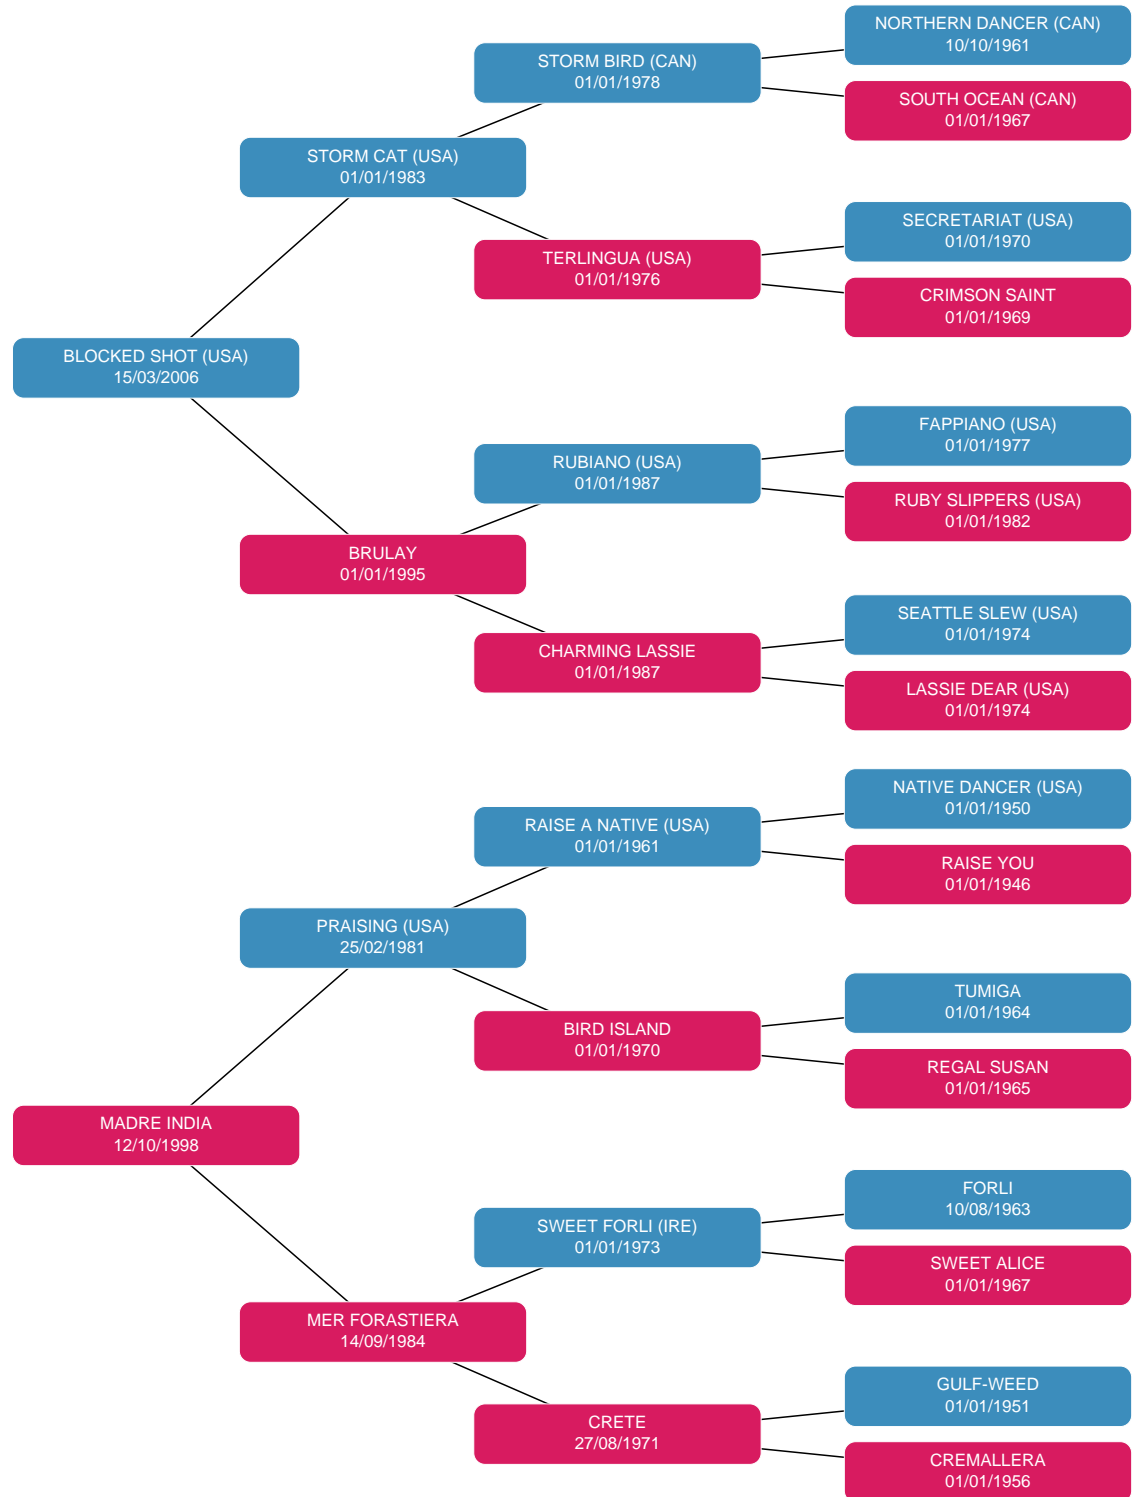 NORTHERN DANCER (CAN)
10/10/1961
STORM BIRD (CAN)
01/01/1978
SOUTH OCEAN (CAN)
01/01/1967
STORM CAT (USA)
01/01/1983
SECRETARIAT (USA)
01/01/1970
TERLINGUA (USA)
01/01/1976
CRIMSON SAINT
01/01/1969
BLOCKED SHOT (USA)
15/03/2006
FAPPIANO (USA)
01/01/1977
RUBIANO (USA)
01/01/1987
RUBY SLIPPERS (USA)
01/01/1982
BRULAY
01/01/1995
SEATTLE SLEW (USA)
01/01/1974
CHARMING LASSIE
01/01/1987
LASSIE DEAR (USA)
01/01/1974
NATIVE DANCER (USA)
01/01/1950
RAISE A NATIVE (USA)
01/01/1961
RAISE YOU
01/01/1946
PRAISING (USA)
25/02/1981
TUMIGA
01/01/1964
BIRD ISLAND
01/01/1970
REGAL SUSAN
01/01/1965
MADRE INDIA
12/10/1998
FORLI
10/08/1963
SWEET FORLI (IRE)
01/01/1973
SWEET ALICE
01/01/1967
MER FORASTIERA
14/09/1984
GULF-WEED
01/01/1951
CRETE
27/08/1971
CREMALLERA
01/01/1956